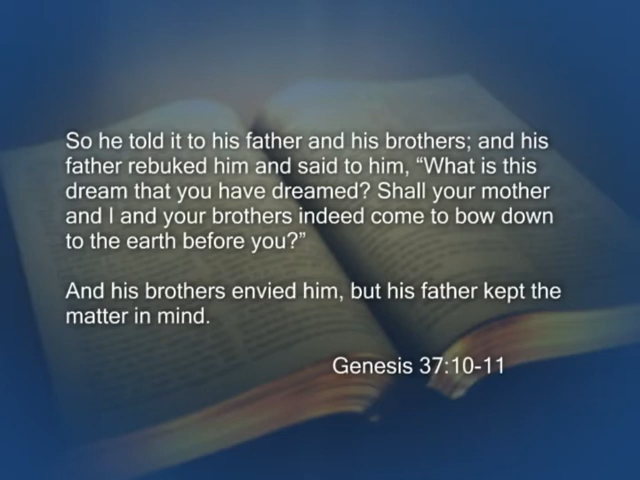 So he told it to his father and his brothers; and his
father rebuked him and said to him, “What is this
dream that you have dreamed? Shall your mother
and I and your brothers indeed come to bow down
to the earth before you?”
And his brothers envied him, but his father kept the
matter in mind.
Genesis 37:10-11